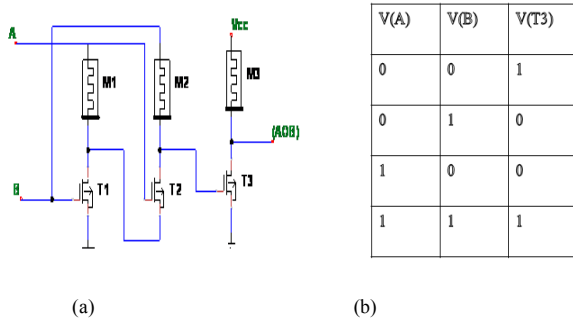 A
Vcc
M1
M2
M3
(AOB)
B
T1
T2
T3
V(A) V(B) V(T3)
0 0 1
0 1 0
1 0 0
1 1 1
(a) (b)